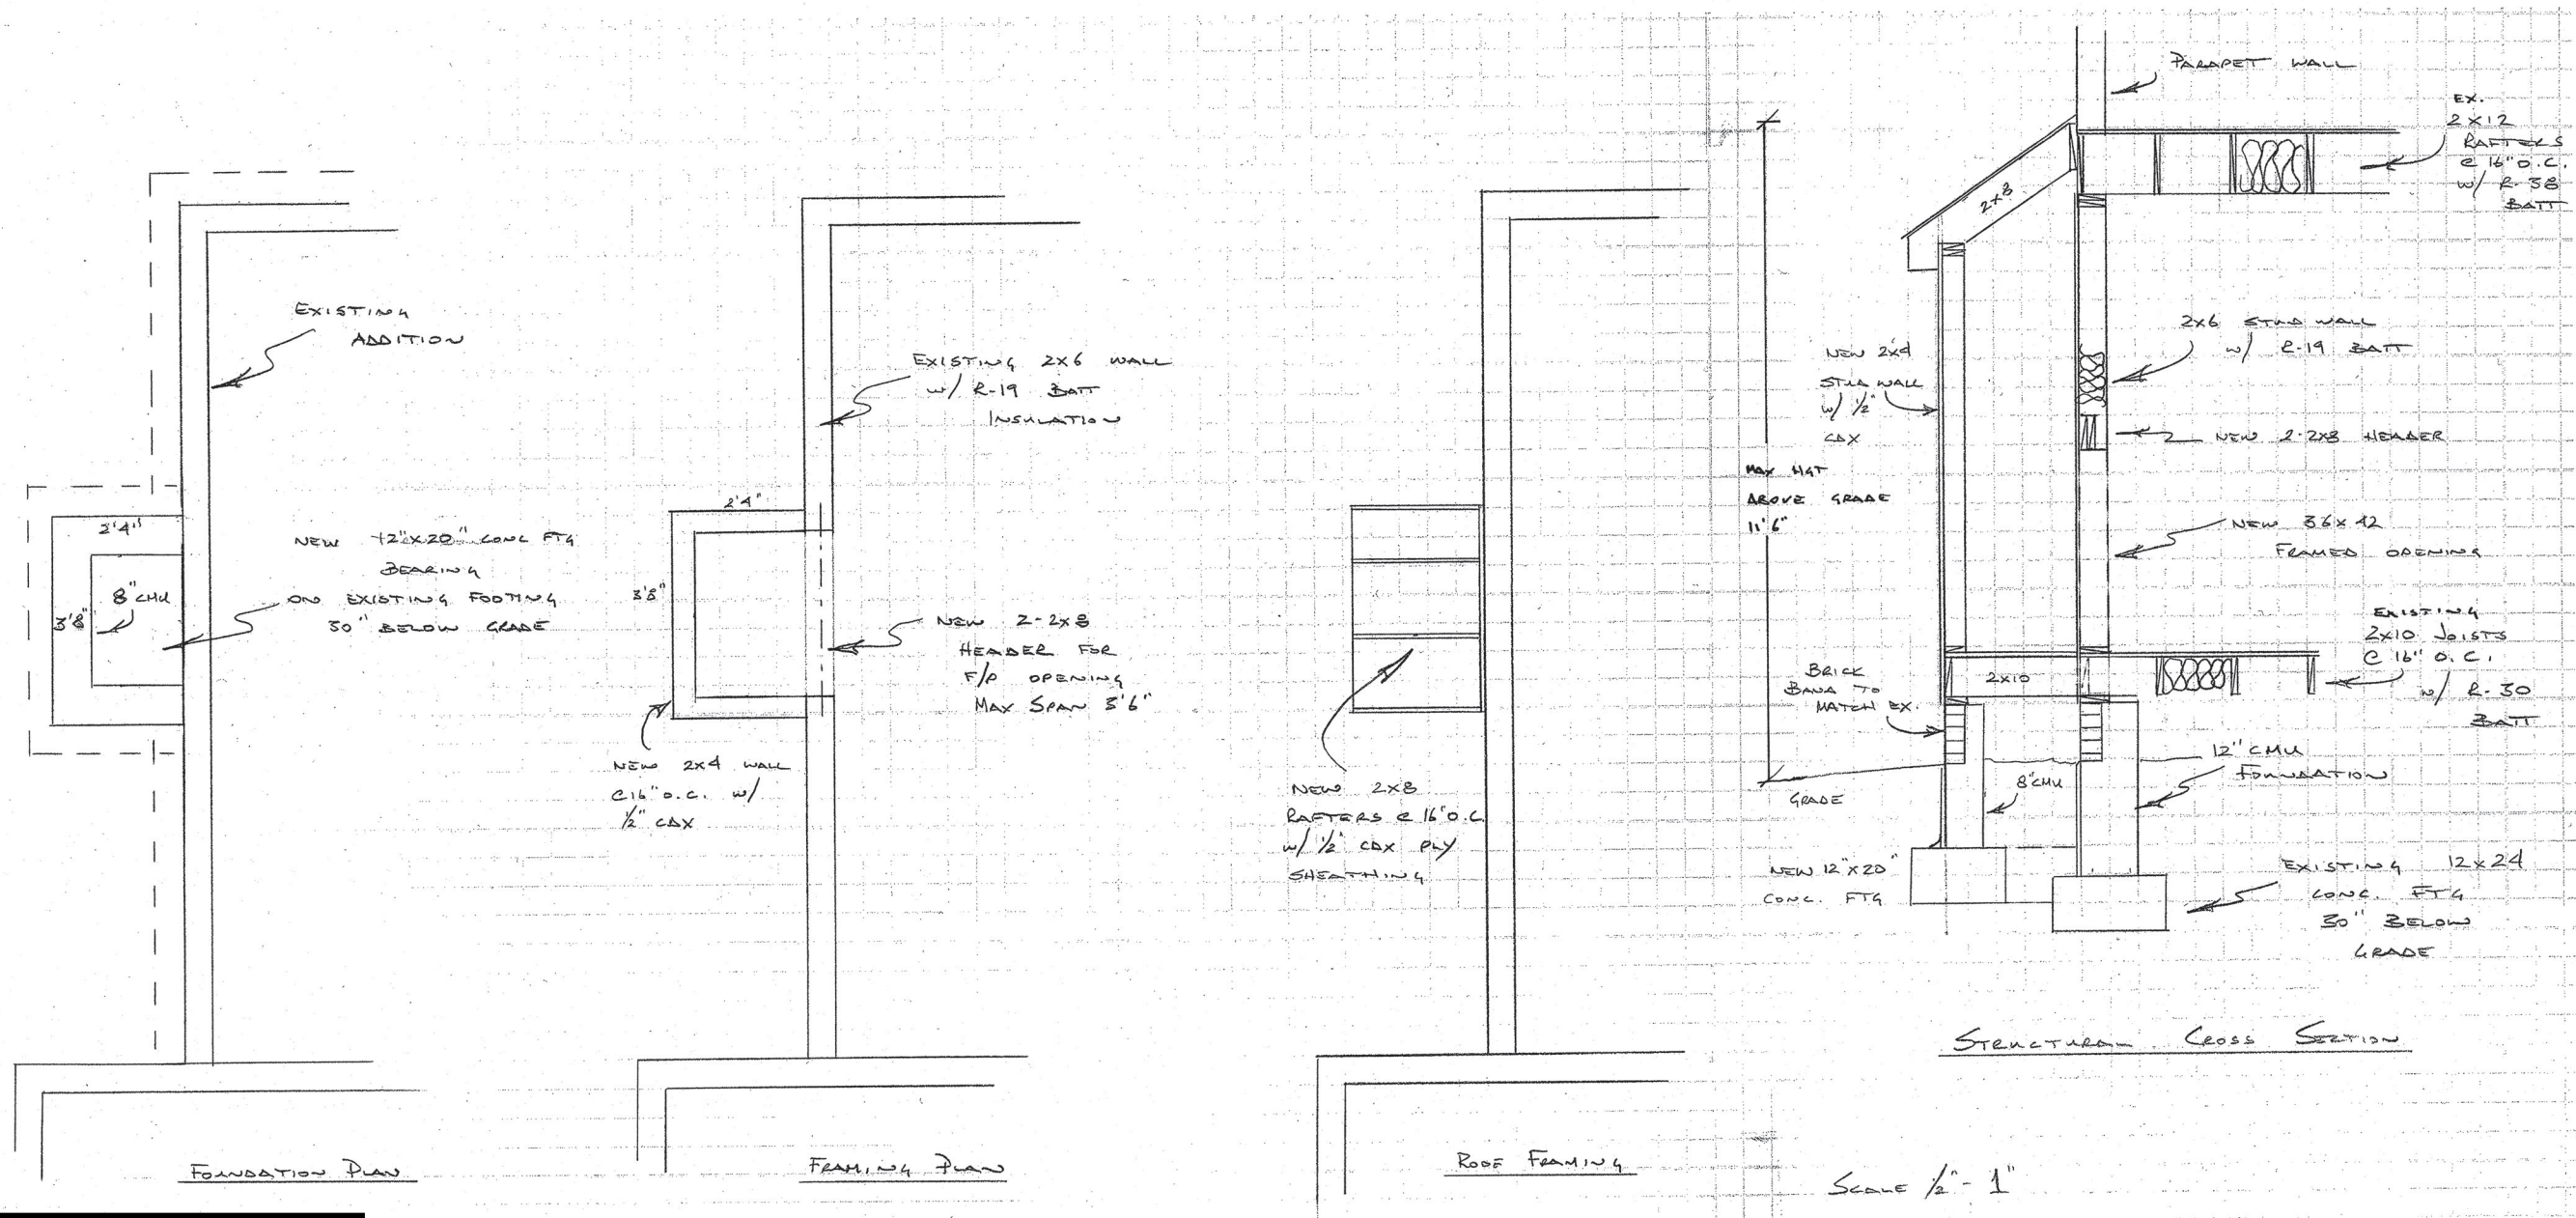 EXISTING
ADDITION
2'4"
8" CMU
3'8"
NEW 12"X20" CONC FTG
BEARING
ON EXISTING FOOTING
30" BELOW GRADE
FOUNDATION PLAN
EXISTING 2X6 WALL
W/ R-19 BATT
INSULATION
2'4"
3'8"
NEW 2-2X8
HEADER FOR
F/P OPENING
MAX SPAN 3'6"
NEW 2X4 WALL
@16" O.C. W/
1/2" CDX
FRAMING PLAN
NEW 2X8
RAFTERS @ 16" O.C
W/ 1/2" CDX PLY
SHEATHING
ROOF FRAMING
PARAPET WALL
EX.
2X12
RAFTERS
@ 16" O.C.
W/ R-38
BATT
2X8
2X6 STUD WALL
W/ R-19 BATT
NEW 2X4
STUD WALL
W/ 1/2"
CDX
NEW 2-2X8 HEADER
MAX HGT
ABOVE GRADE
11'6"
NEW 36X42
FRAMED OPENING
EXISTING
2X10 JOISTS
@ 16" O.C.
W/ R-30
BATT
2X10
BRICK
BAND TO
MATCH EX.
12" CMU
FOUNDATION
8" CMU
GRADE
NEW 12"X20"
CONC. FTG
EXISTING 12X24
CONC. FTG
30" BELOW
GRADE
STRUCTURAL CROSS SECTION
SCALE 1/2" - 1"